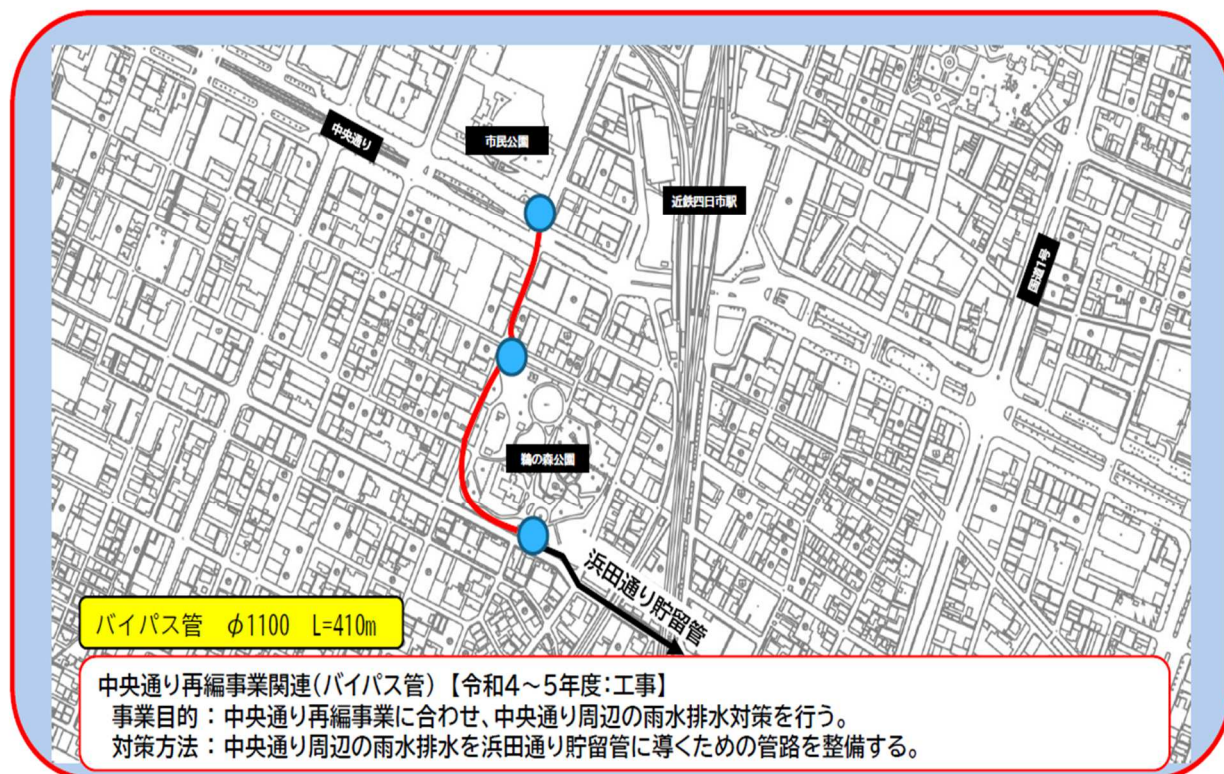 中央通り
市民公園
近鉄四日市駅
国道1号
鵜の森公園
浜田通り貯留管
バイパス管 φ1100 L=410m
中央通り再編事業関連(バイパス管)【令和4～5年度:工事】
事業目的 : 中央通り再編事業に合わせ、中央通り周辺の雨水排水対策を行う。
対策方法 : 中央通り周辺の雨水排水を浜田通り貯留管に導くための管路を整備する。